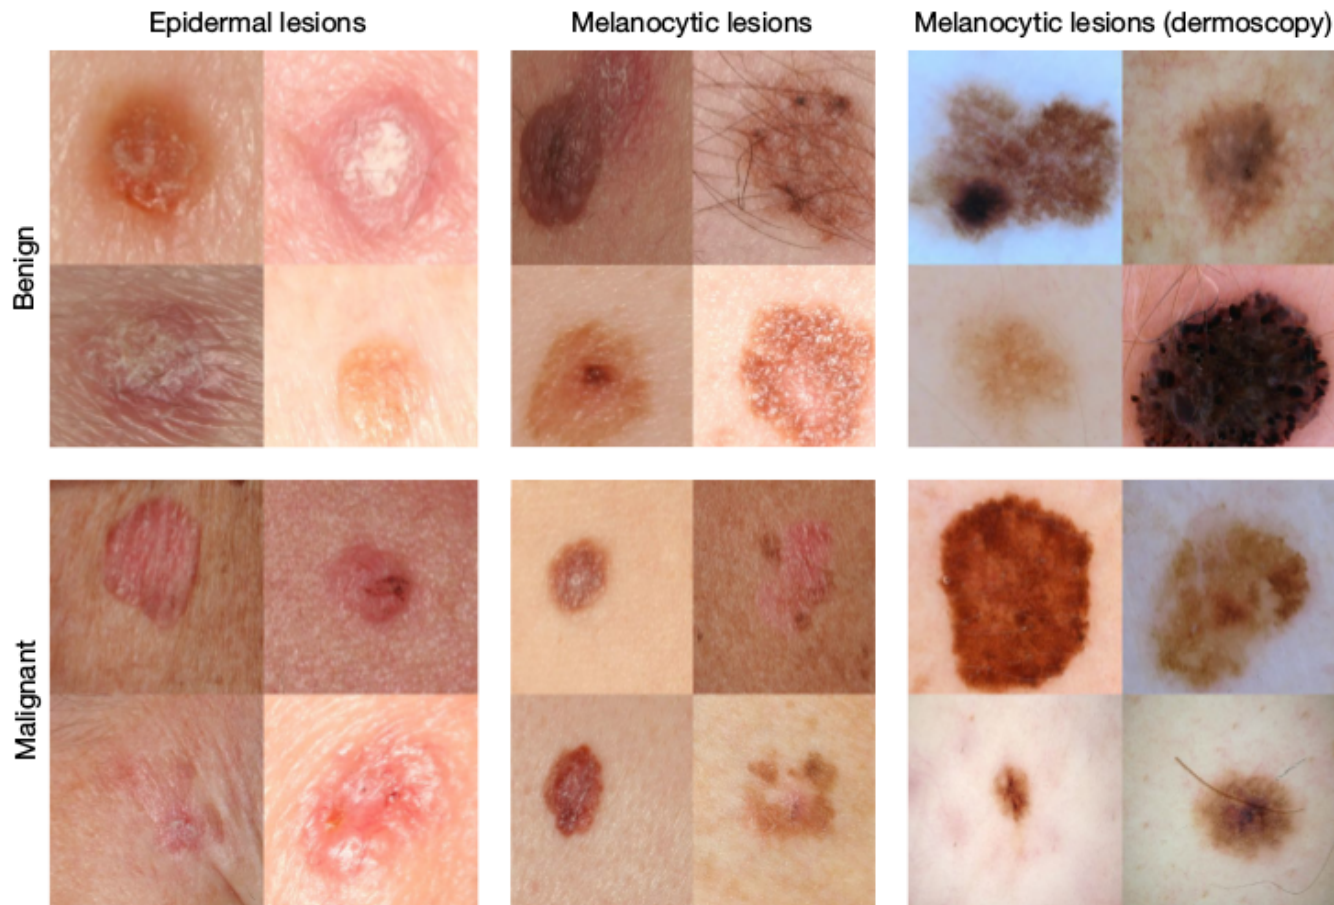 Epidermal lesions
Melanocytic lesions
Melanocytic lesions (dermoscopy)
Benign
Malignant